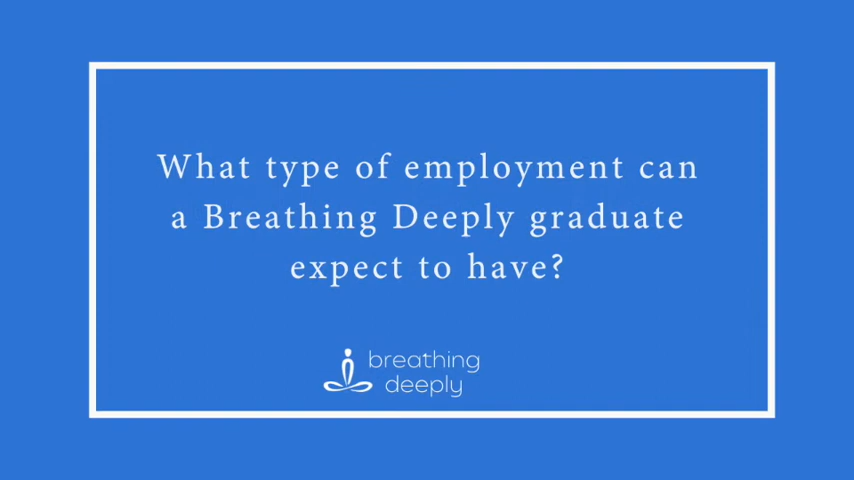 What type of employment can
a Breathing Deeply graduate
expect to have?
breathing
deeply